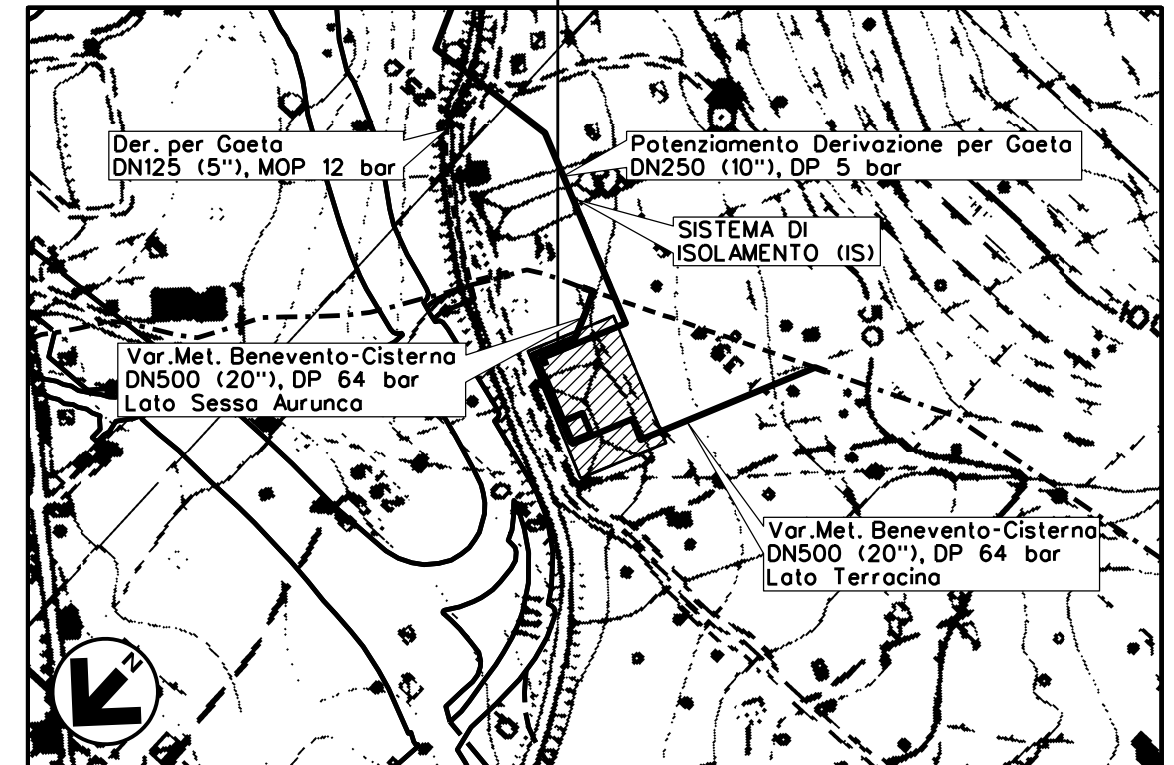 Der. per Gaeta
DN125 (5"), MOP 12 bar
Potenziamento Derivazione per Gaeta
DN250 (10"), DP 5 bar
SISTEMA DI
ISOLAMENTO (IS)
50
100
Var.Met. Benevento-Cisterna
DN500 (20"), DP 64 bar
Lato Sessa Aurunca
Var.Met. Benevento-Cisterna
DN500 (20"), DP 64 bar
Lato Terracina
N